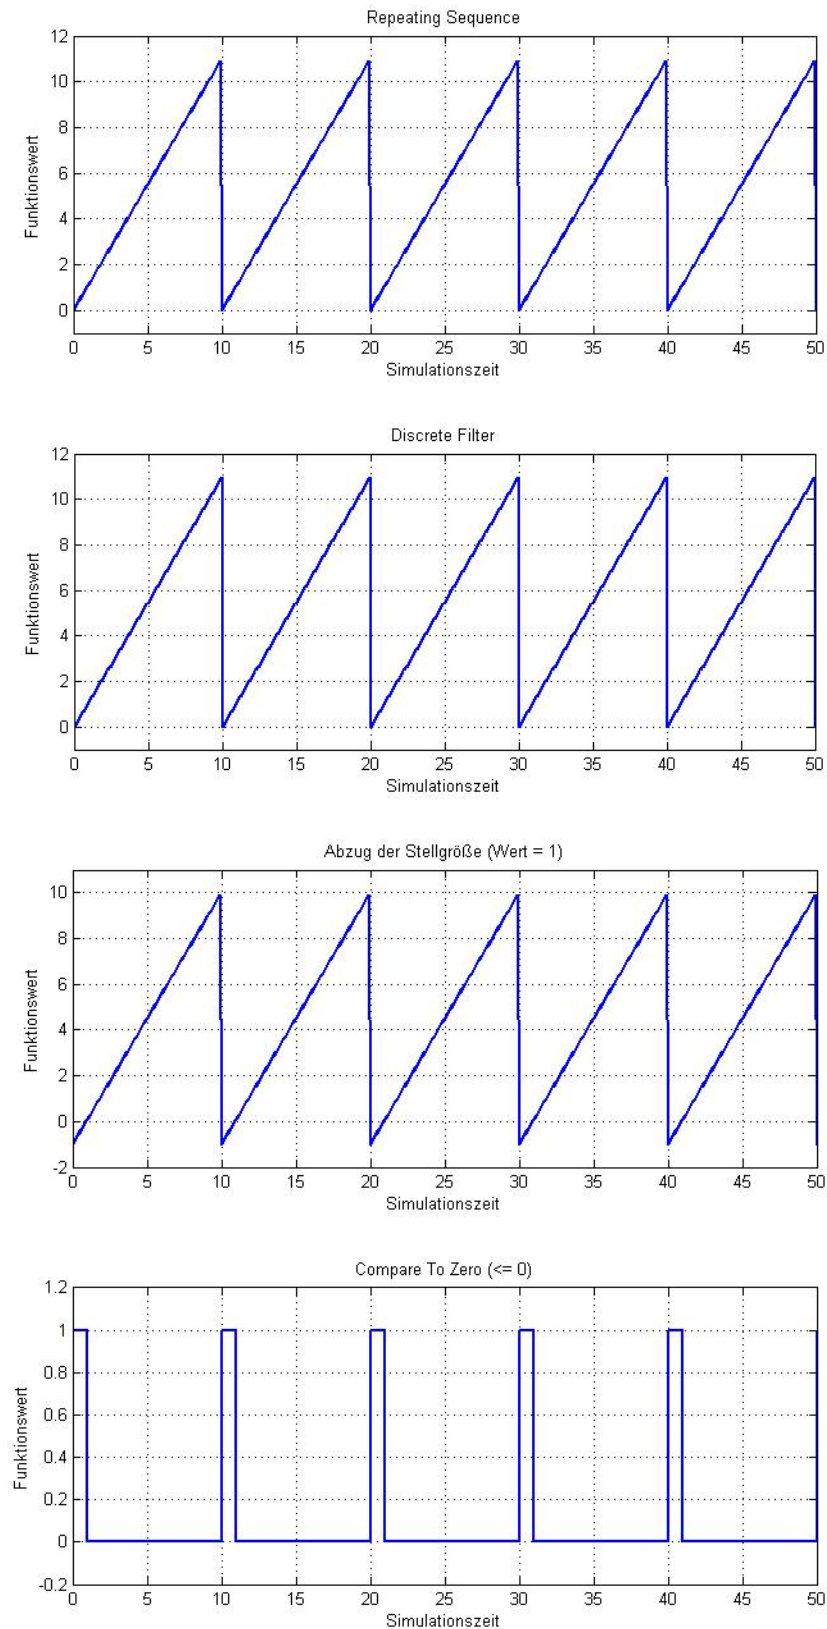 Repeating Sequence
12
10
8
6
4
2
0
Funktionswert
0 5 10 15 20 25 30 35 40 45 50
Simulationszeit
Discrete Filter
12
10
8
6
4
2
0
Funktionswert
0 5 10 15 20 25 30 35 40 45 50
Simulationszeit
Abzug der Stellgröße (Wert = 1)
10
8
6
4
2
0
-2
Funktionswert
0 5 10 15 20 25 30 35 40 45 50
Simulationszeit
Compare To Zero (<= 0)
1.2
1
0.8
0.6
0.4
0.2
0
-0.2
Funktionswert
0 5 10 15 20 25 30 35 40 45 50
Simulationszeit